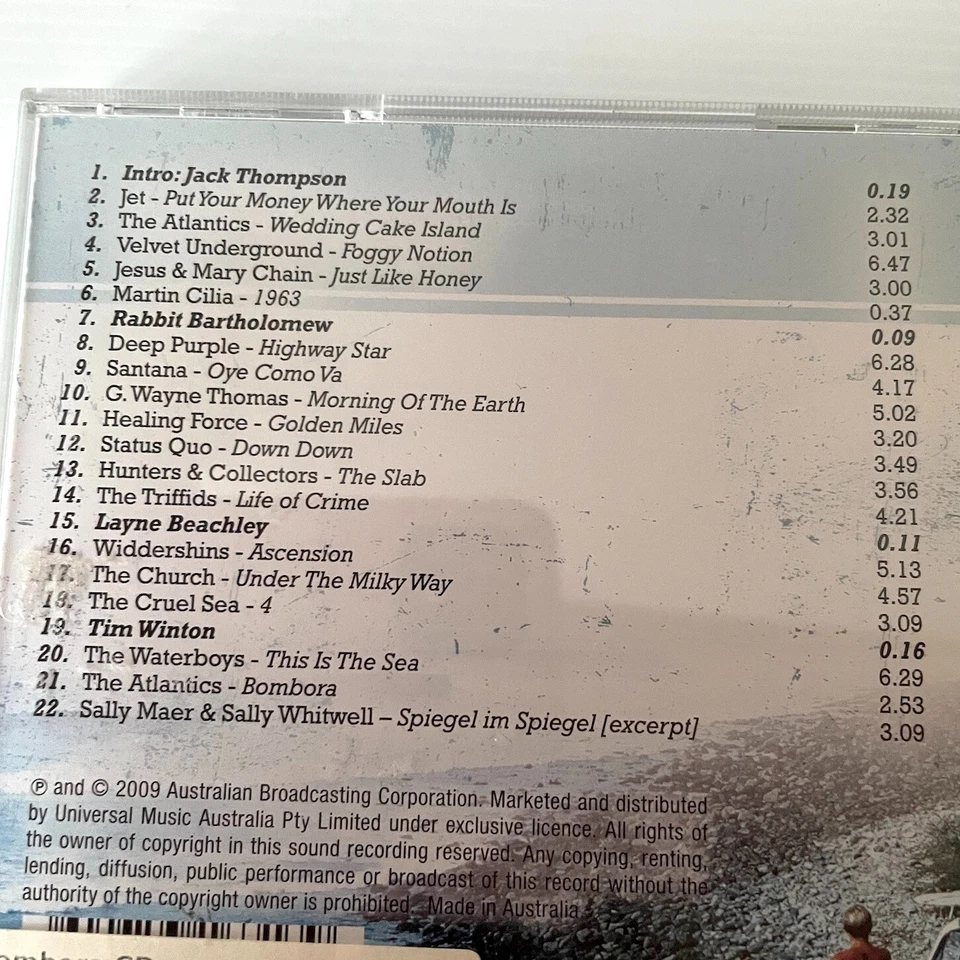 1. Intro: Jack Thompson 0.19
2. Jet - Put Your Money Where Your Mouth Is 2.32
3. The Atlantics - Wedding Cake Island 3.01
4. Velvet Underground - Foggy Notion 6.47
5. Jesus & Mary Chain - Just Like Honey 3.00
6. Martin Cilia - 1963 0.37
7. Rabbit Bartholomew 0.09
8. Deep Purple - Highway Star 6.28
9. Santana - Oye Como Va 4.17
10. G. Wayne Thomas - Morning Of The Earth 5.02
11. Healing Force - Golden Miles 3.20
12. Status Quo - Down Down 3.49
13. Hunters & Collectors - The Slab 3.56
14. The Triffids - Life of Crime 4.21
15. Layne Beachley 0.11
16. Widdershins - Ascension 5.13
17. The Church - Under The Milky Way 4.57
18. The Cruel Sea - 4 3.09
19. Tim Winton 0.16
20. The Waterboys - This Is The Sea 6.29
21. The Atlantics - Bombora 2.53
22. Sally Maer & Sally Whitwell – Spiegel im Spiegel [excerpt] 3.09
℗ and © 2009 Australian Broadcasting Corporation. Marketed and distributed
by Universal Music Australia Pty Limited under exclusive licence. All rights of
the owner of copyright in this sound recording reserved. Any copying, renting,
lending, diffusion, public performance or broadcast of this record without the
authority of the copyright owner is prohibited. Made in Australia